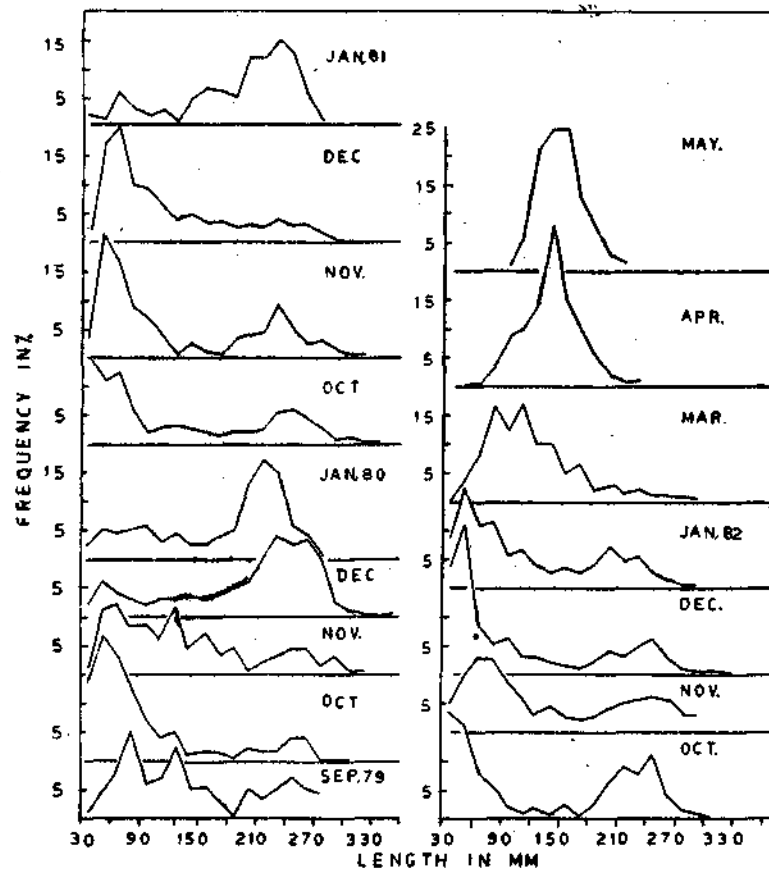 15
5
JAN,81
15
5
DEC
15
5
NOV.
5
OCT
15
5
JAN,80
5
DEC
5
NOV.
5
OCT
5
SEP,79
25
15
5
MAY.
15
5
APR.
15
5
MAR.
5
JAN,82
5
DEC.
5
NOV.
5
OCT.
FREQUENCY IN%
30 90 150 210 270 330
30 90 150 210 270 330
LENGTH IN MM